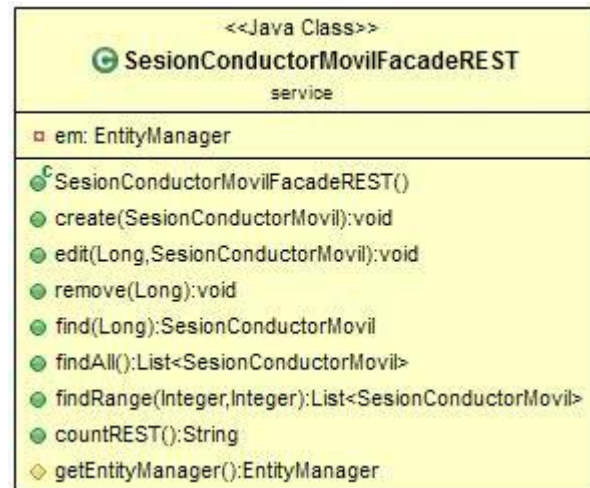 <<Java Class>>
SesionConductorMovilFacadeREST
service
em: EntityManager
SesionConductorMovilFacadeREST()
create(SesionConductorMovil):void
edit(Long,SesionConductorMovil):void
remove(Long):void
find(Long):SesionConductorMovil
findAll():List<SesionConductorMovil>
findRange(Integer,Integer):List<SesionConductorMovil>
countREST():String
getEntityManager():EntityManager